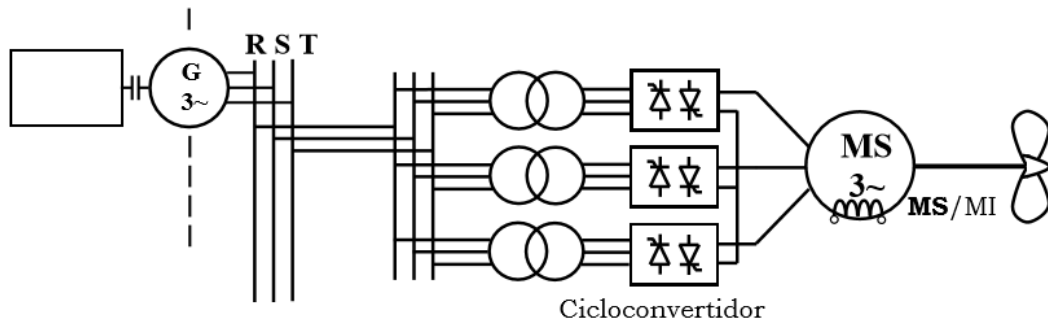 R S T
G
3~
MS
3~
MS/MI
Cicloconvertidor